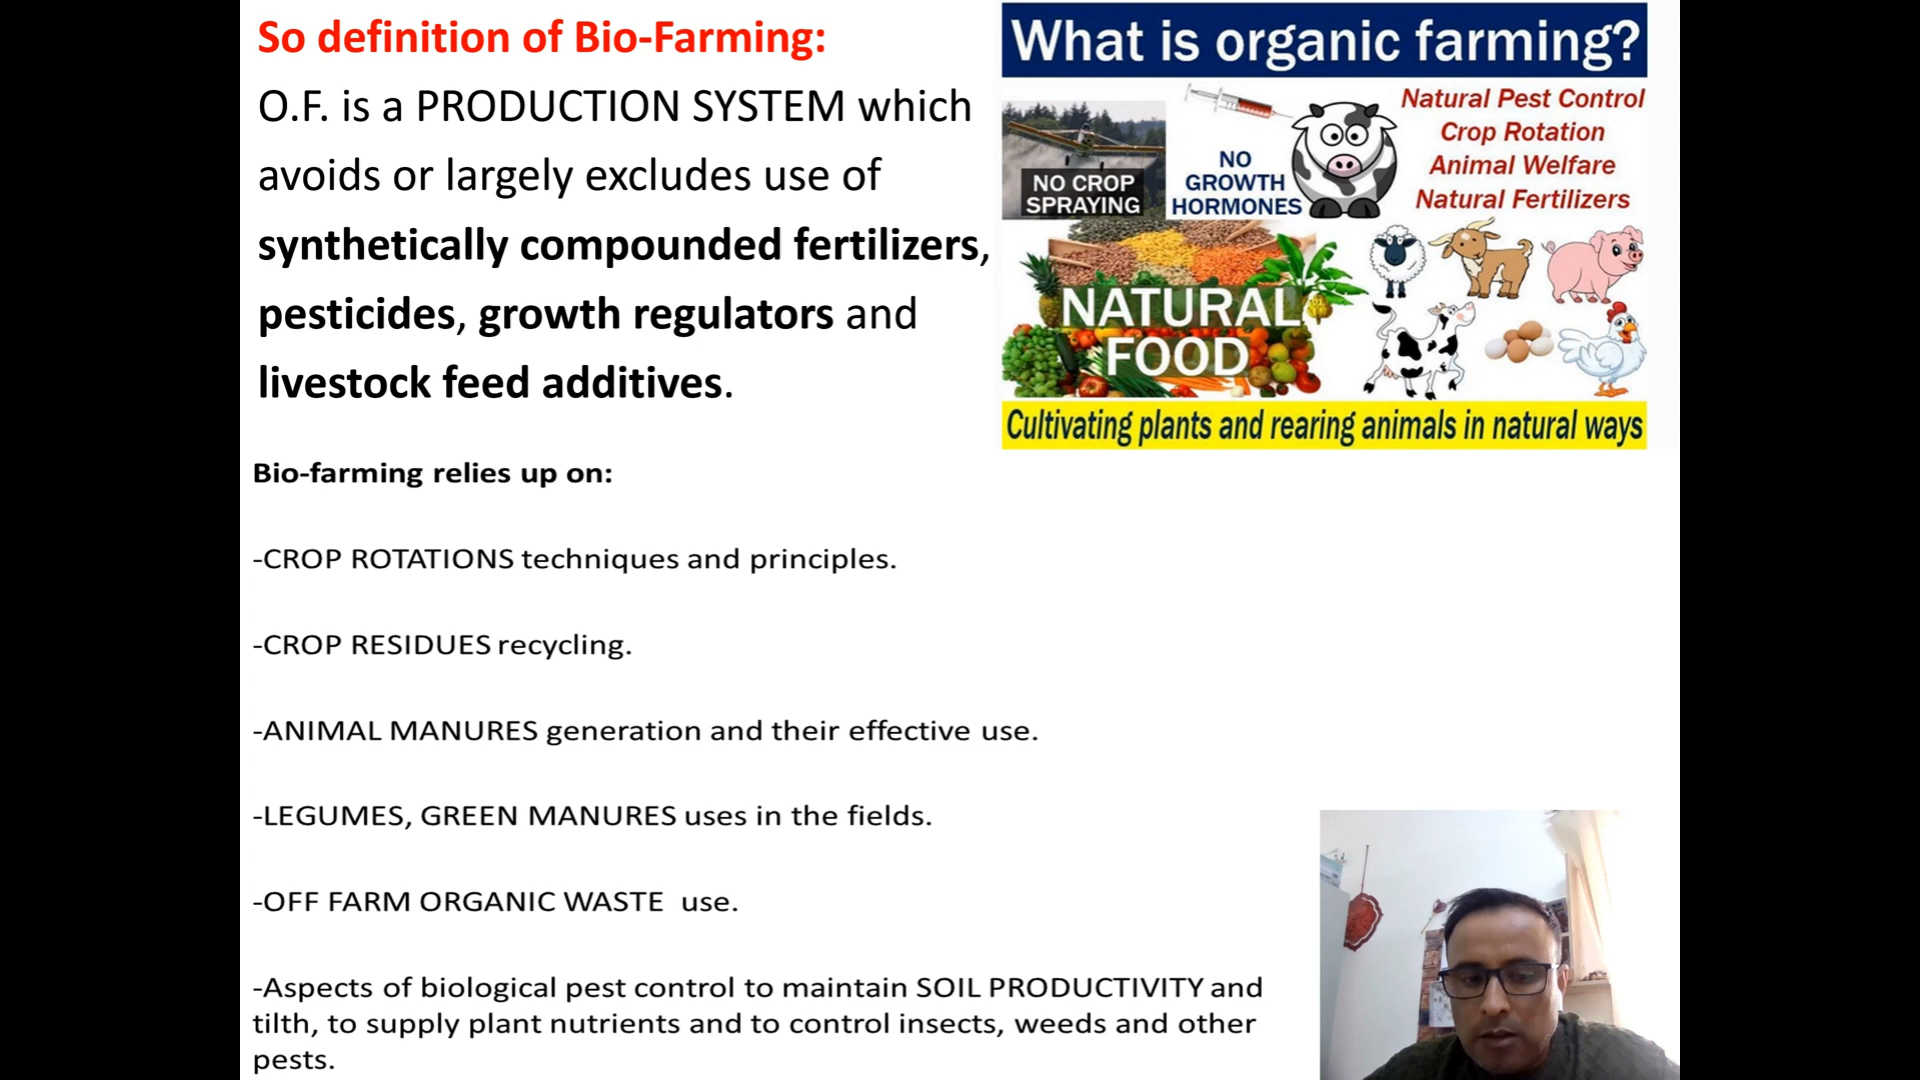 So definition of Bio-Farming:
O.F. is a PRODUCTION SYSTEM which
avoids or largely excludes use of
synthetically compounded fertilizers,
pesticides, growth regulators and
livestock feed additives.
What is organic farming?
NO CROP
SPRAYING
NO
GROWTH
HORMONES
Natural Pest Control
Crop Rotation
Animal Welfare
Natural Fertilizers
NATURAL
FOOD
Cultivating plants and rearing animals in natural ways
Bio-farming relies up on:
-CROP ROTATIONS techniques and principles.
-CROP RESIDUES recycling.
-ANIMAL MANURES generation and their effective use.
-LEGUMES, GREEN MANURES uses in the fields.
-OFF FARM ORGANIC WASTE use.
-Aspects of biological pest control to maintain SOIL PRODUCTIVITY and
tilth, to supply plant nutrients and to control insects, weeds and other
pests.